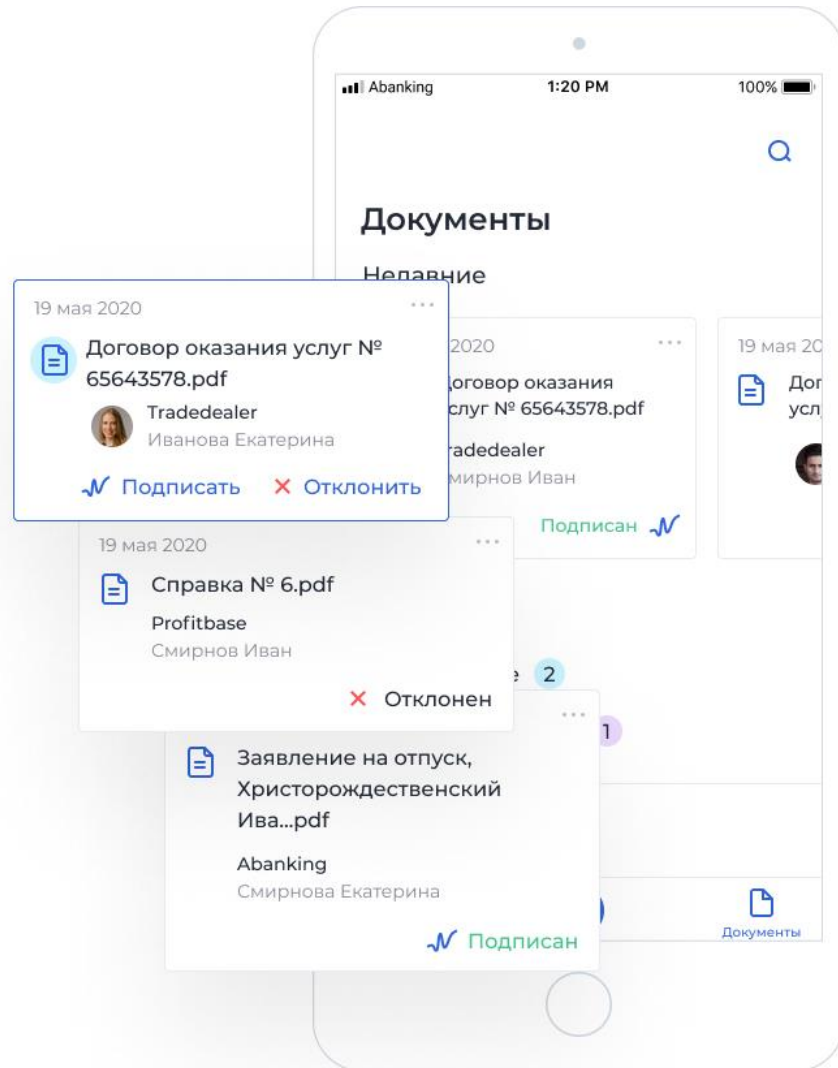 Abanking
1:20 PM
100%
Документы
Недавние
19 мая 2020
Договор оказания услуг №
65643578.pdf
Tradedealer
Иванова Екатерина
Подписать
Отклонить
2020
оговор оказания
слуг № 65643578.pdf
radedealer
мирнов Иван
Подписан
19 мая 20
Дог
усл
19 мая 2020
Справка № 6.pdf
Profitbase
Смирнов Иван
Отклонен
2
1
Заявление на отпуск,
Христорождественский
Ива...pdf
Abanking
Смирнова Екатерина
Подписан
Документы